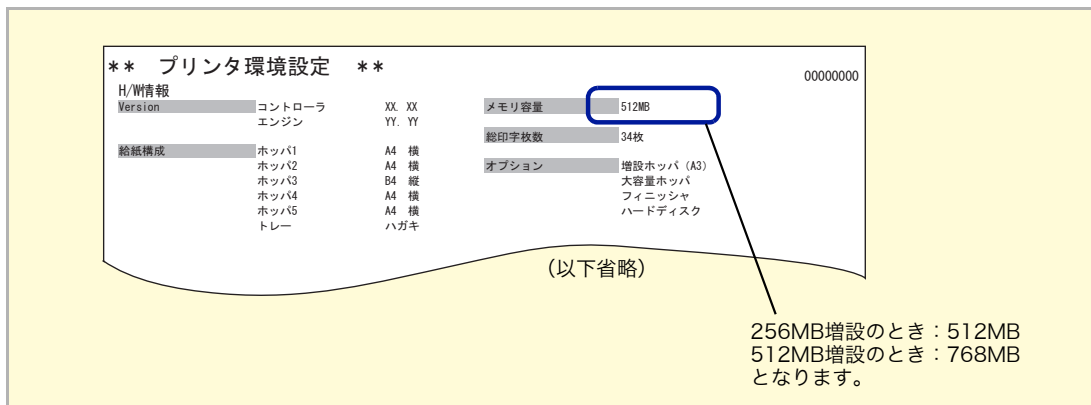 ** プリンタ環境設定 **
00000000
H/W情報
Version コントローラ XX. XX メモリ容量 512MB
エンジン YY. YY
総印字枚数 34枚
給紙構成 ホッパ1 A4 横 オプション 増設ホッパ（A3）
ホッパ2 A4 横 大容量ホッパ
ホッパ3 B4 縦 フィニッシャ
ホッパ4 A4 横 ハードディスク
ホッパ5 A4 横
トレー ハガキ
（以下省略）
256MB増設のとき：512MB
512MB増設のとき：768MB
となります。